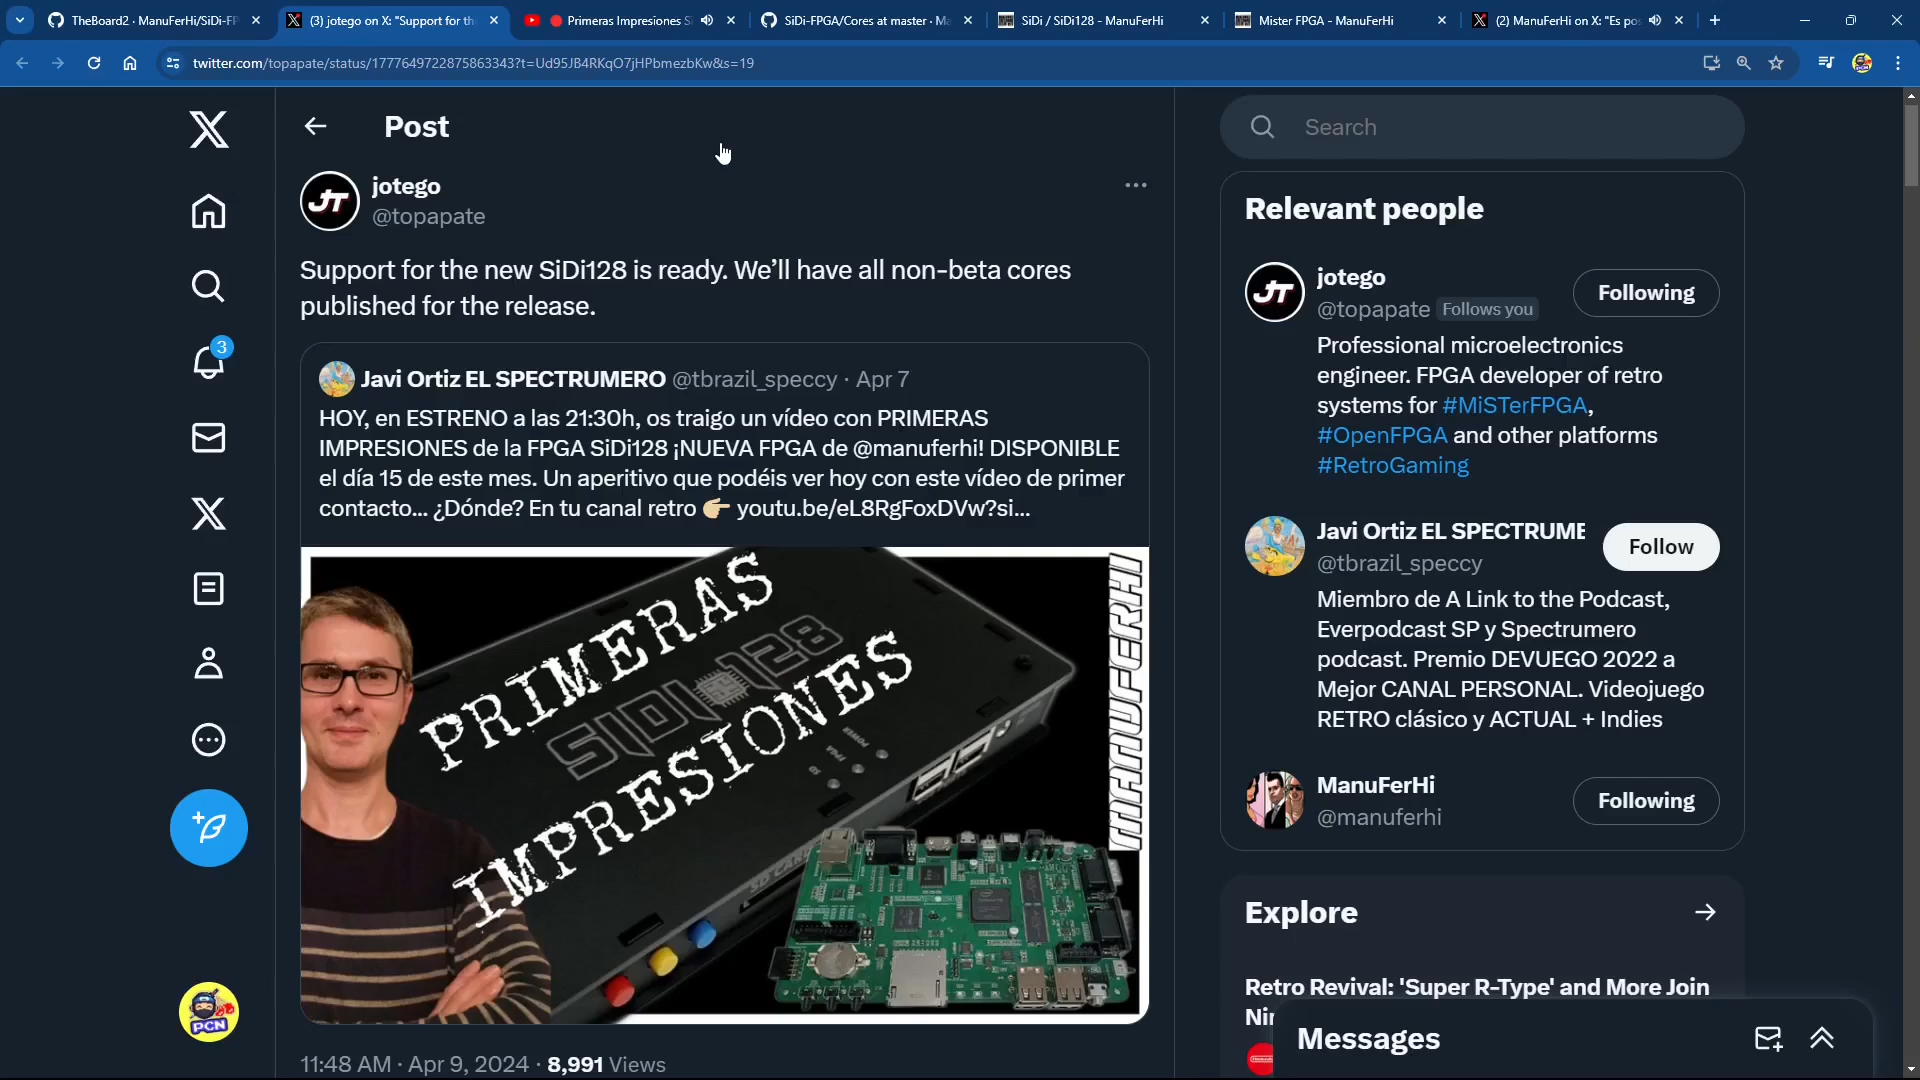 TheBoard2 · ManuFerHi/SiDi-FP
(3) jotego on X: "Support for th
Primeras Impresiones S
SiDi-FPGA/Cores at master · M
SiDi / SiDi128 - ManuFerHi
Mister FPGA - ManuFerHi
(2) ManuFerHi on X: "Es pos
twitter.com/topapate/status/1777649722875863343?t=Ud95JB4RKqO7jHPbmezbKw&s=19
Post
jotego
@topapate
Support for the new SiDi128 is ready. We'll have all non-beta cores
published for the release.
Javi Ortiz EL SPECTRUMERO @tbrazil_speccy · Apr 7
HOY, en ESTRENO a las 21:30h, os traigo un vídeo con PRIMERAS
IMPRESIONES de la FPGA SiDi128 ¡NUEVA FPGA de @manuferhi! DISPONIBLE
el día 15 de este mes. Un aperitivo que podéis ver hoy con este vídeo de primer
contacto... ¿Dónde? En tu canal retro 👉 youtu.be/eL8RgFoxDVw?si...
PRIMERAS
SIDI 128
IMPRESIONES
MANUFERHI
SD
FPGA
POWER
SD CARD
11:48 AM · Apr 9, 2024 · 8,991 Views
3
JT
PCN
Search
Relevant people
jotego
@topapate Follows you
Following
Professional microelectronics
engineer. FPGA developer of retro
systems for #MiSTerFPGA,
#OpenFPGA and other platforms
#RetroGaming
Javi Ortiz EL SPECTRUME
@tbrazil_speccy
Follow
Miembro de A Link to the Podcast,
Everpodcast SP y Spectrumero
podcast. Premio DEVUEGO 2022 a
Mejor CANAL PERSONAL. Videojuego
RETRO clásico y ACTUAL + Indies
ManuFerHi
@manuferhi
Following
Explore
Retro Revival: 'Super R-Type' and More Join
Nin
Messages